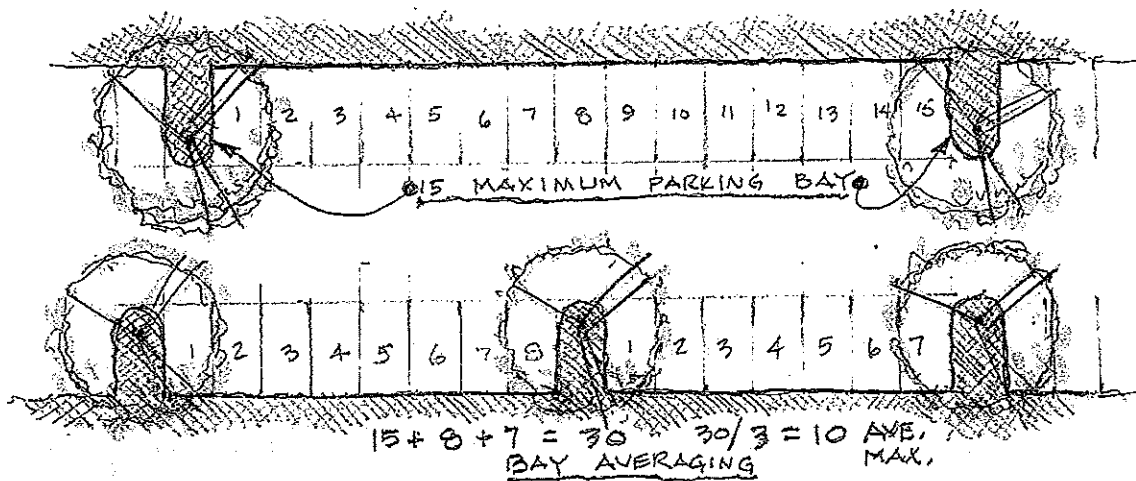 1 2 3 4 5 6 7 8 9 10 11 12 13 14 15
15 MAXIMUM PARKING BAY
1 2 3 4 5 6 7 8 1 2 3 4 5 6 7
15 + 8 + 7 = 30 30/3 = 10 AVE.
MAX.
BAY AVERAGING